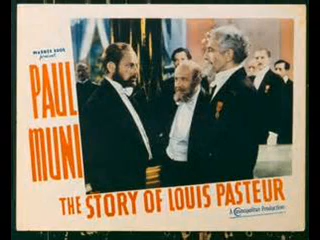 WARNER BROS
present
PAUL
MUNI
THE STORY OF LOUIS PASTEUR
A Cosmopolitan Production